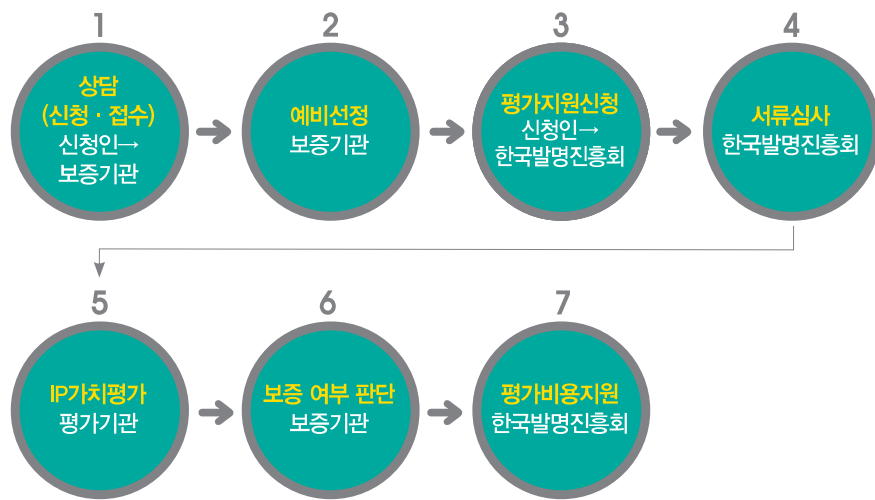 1
상담
(신청 · 접수)
신청인→
보증기관
2
예비선정
보증기관
3
평가지원신청
신청인→
한국발명진흥회
4
서류심사
한국발명진흥회
5
IP가치평가
평가기관
6
보증 여부 판단
보증기관
7
평가비용지원
한국발명진흥회